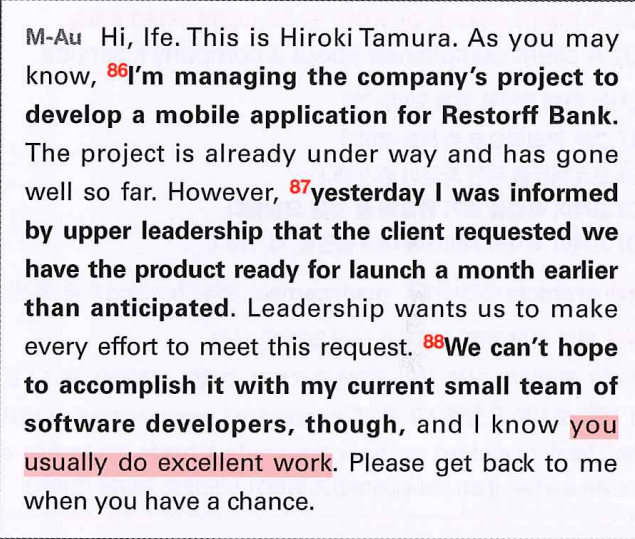 M-Au Hi, Ife. This is Hiroki Tamura. As you may
know, 86I'm managing the company's project to
develop a mobile application for Restorff Bank.
The project is already under way and has gone
well so far. However, 87yesterday I was informed
by upper leadership that the client requested we
have the product ready for launch a month earlier
than anticipated. Leadership wants us to make
every effort to meet this request. 88We can't hope
to accomplish it with my current small team of
software developers, though, and I know you
usually do excellent work. Please get back to me
when you have a chance.